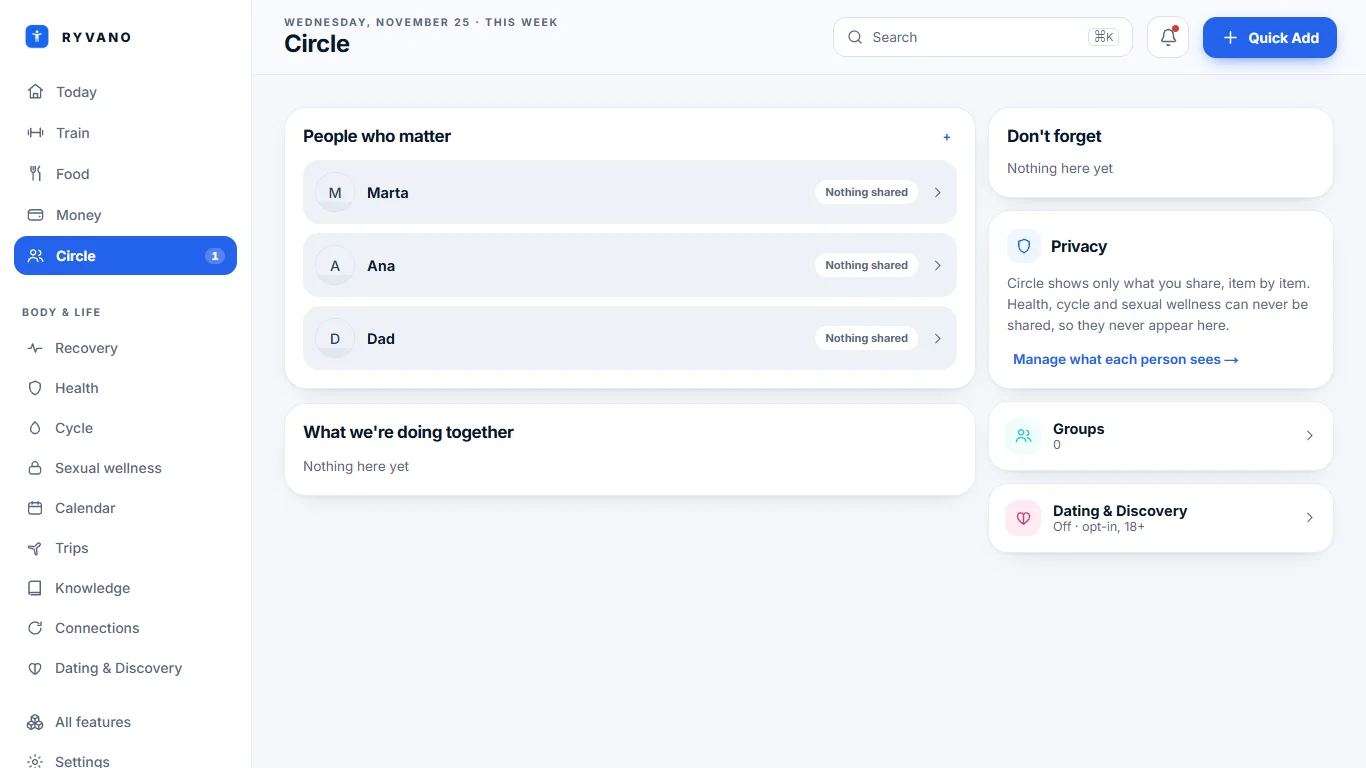 RYVANO
Today
Train
Food
Money
Circle
1
BODY & LIFE
Recovery
Health
Cycle
Sexual wellness
Calendar
Trips
Knowledge
Connections
Dating & Discovery
All features
Settings
WEDNESDAY, NOVEMBER 25 · THIS WEEK
Circle
Search
⌘K
+ Quick Add
People who matter
+
M
Marta
Nothing shared
A
Ana
Nothing shared
D
Dad
Nothing shared
What we're doing together
Nothing here yet
Don't forget
Nothing here yet
Privacy
Circle shows only what you share, item by item.
Health, cycle and sexual wellness can never be
shared, so they never appear here.
Manage what each person sees →
Groups
0
Dating & Discovery
Off · opt-in, 18+